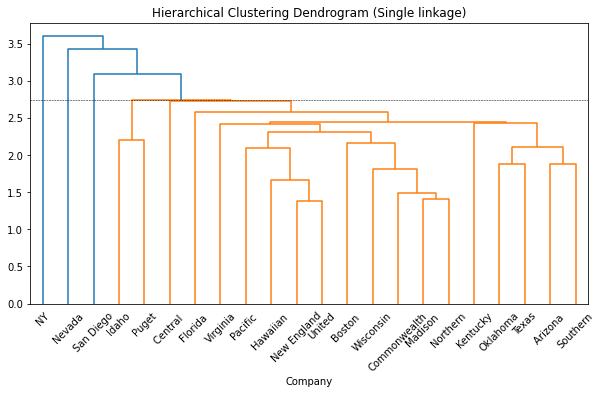 Hierarchical Clustering Dendrogram (Single linkage)
3.5
3.0
2.5
2.0
1.5
1.0
0.5
0.0
NY
Nevada
San Diego
Idaho
Puget
Central
Florida
Virginia
Pacific
Hawaiian
New England
United
Boston
Wisconsin
Commonwealth
Madison
Northern
Kentucky
Oklahoma
Texas
Arizona
Southern
Company